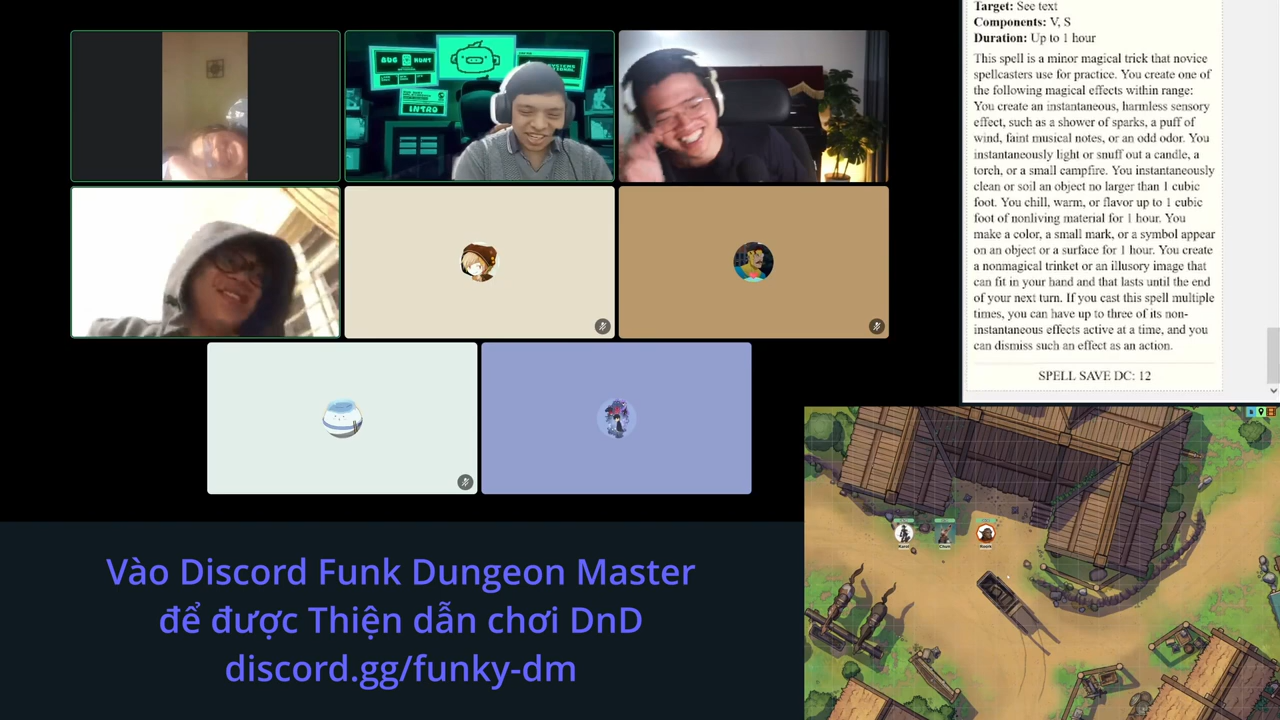 BUG HUNT
INTRO
Target: See text
Components: V, S
Duration: Up to 1 hour
This spell is a minor magical trick that novice
spellcasters use for practice. You create one of
the following magical effects within range:
You create an instantaneous, harmless sensory
effect, such as a shower of sparks, a puff of
wind, faint musical notes, or an odd odor. You
instantaneously light or snuff out a candle, a
torch, or a small campfire. You instantaneously
clean or soil an object no larger than 1 cubic
foot. You chill, warm, or flavor up to 1 cubic
foot of nonliving material for 1 hour. You
make a color, a small mark, or a symbol appear
on an object or a surface for 1 hour. You create
a nonmagical trinket or an illusory image that
can fit in your hand and that lasts until the end
of your next turn. If you cast this spell multiple
times, you can have up to three of its non-
instantaneous effects active at a time, and you
can dismiss such an effect as an action.
SPELL SAVE DC: 12
Vào Discord Funk Dungeon Master
để được Thiện dẫn chơi DnD
discord.gg/funky-dm